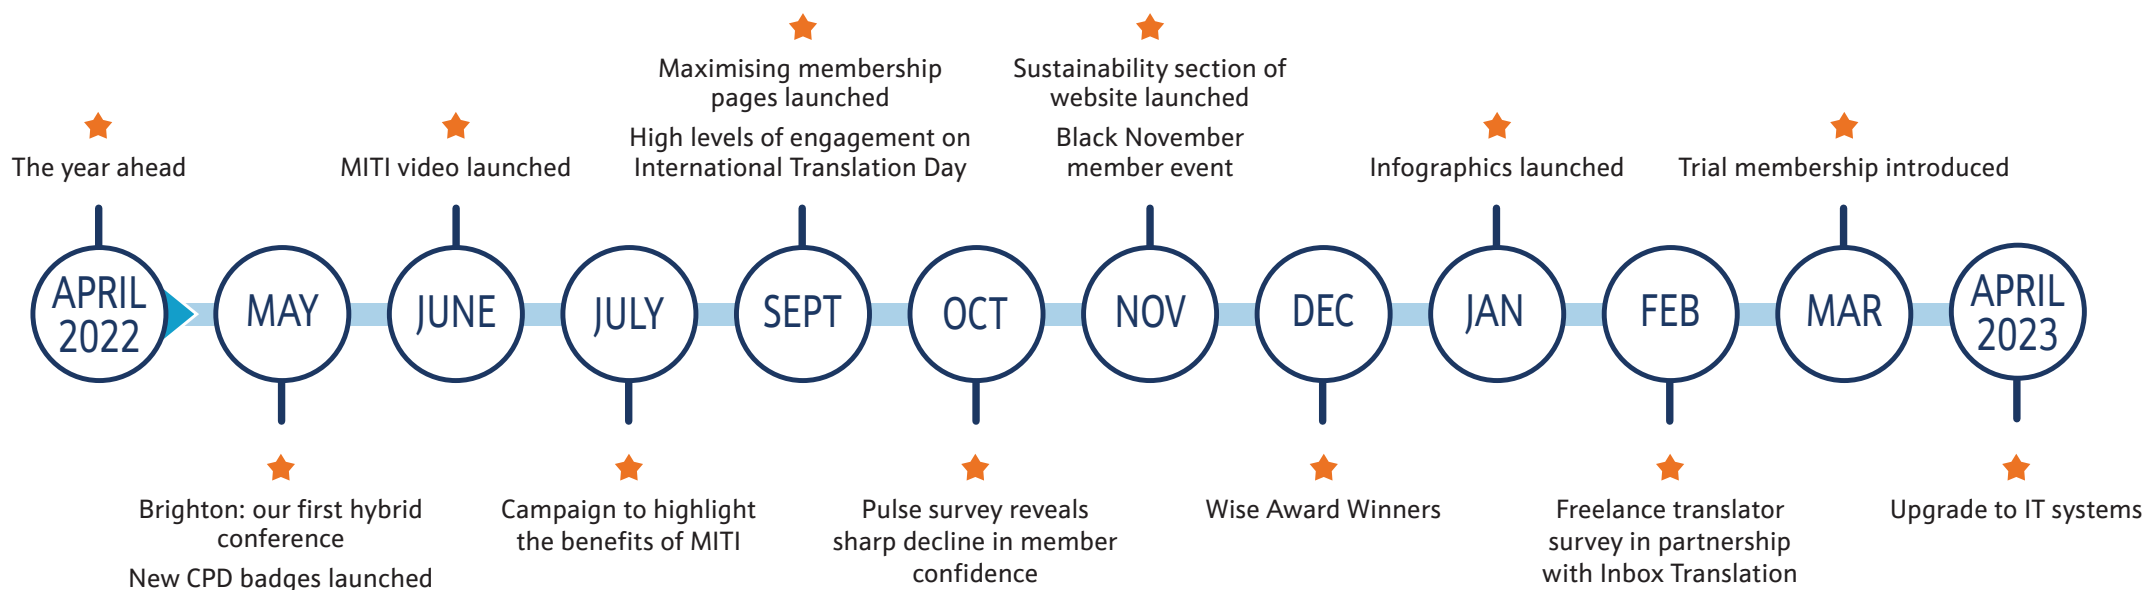 Maximising membership
pages launched
High levels of engagement on
International Translation Day
Sustainability section of
website launched
Black November
member event
The year ahead
MITI video launched
Infographics launched
Trial membership introduced
APRIL
2022
MAY
JUNE
JULY
SEPT
OCT
NOV
DEC
JAN
FEB
MAR
APRIL
2023
Brighton: our first hybrid
conference
New CPD badges launched
Campaign to highlight
the benefits of MITI
Pulse survey reveals
sharp decline in member
confidence
Wise Award Winners
Freelance translator
survey in partnership
with Inbox Translation
Upgrade to IT systems